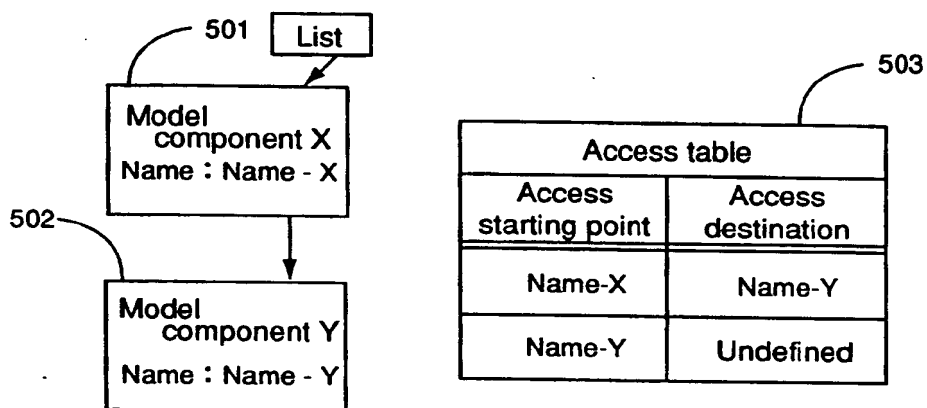 501
List
Model
component X
Name : Name - X
502
Model
component Y
Name : Name - Y
503
Access table
Access
starting point
Access
destination
Name-X
Name-Y
Name-Y
Undefined